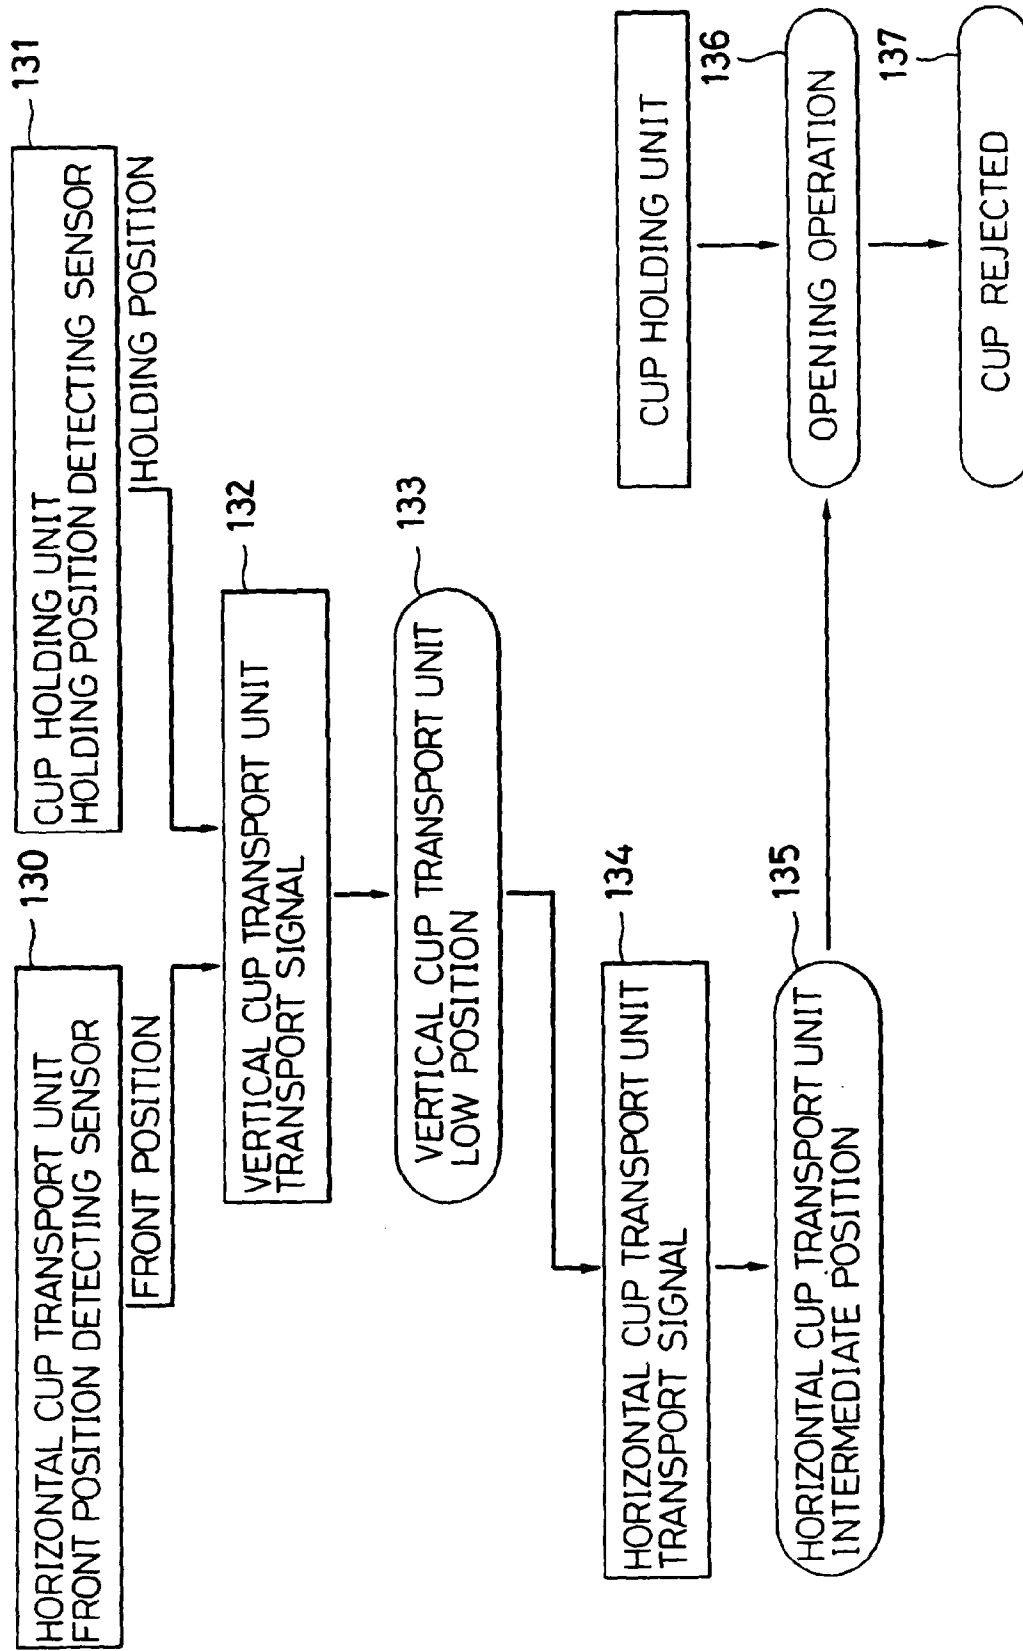 130
HORIZONTAL CUP TRANSPORT UNIT
FRONT POSITION DETECTING SENSOR
FRONT POSITION
131
CUP HOLDING UNIT
HOLDING POSITION DETECTING SENSOR
HOLDING POSITION
132
VERTICAL CUP TRANSPORT UNIT
TRANSPORT SIGNAL
133
VERTICAL CUP TRANSPORT UNIT
LOW POSITION
134
HORIZONTAL CUP TRANSPORT UNIT
TRANSPORT SIGNAL
135
HORIZONTAL CUP TRANSPORT UNIT
INTERMEDIATE POSITION
CUP HOLDING UNIT
136
OPENING OPERATION
137
CUP REJECTED